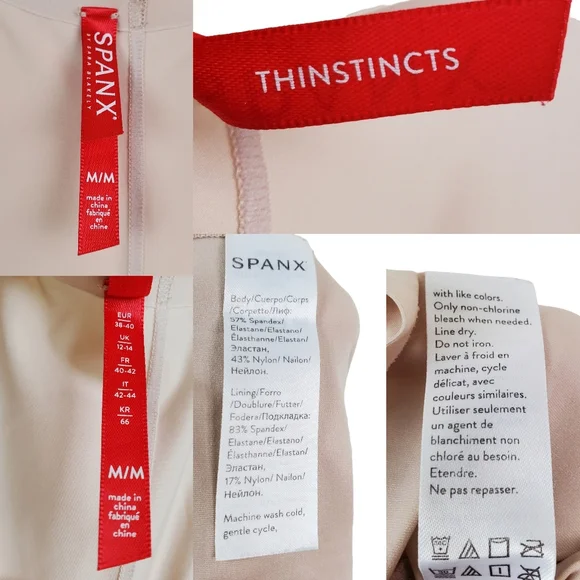 SPANX®
BY SARA BLAKELY
M/M
made in
china
fabriqué
en
chine
THINSTINCTS
EUR
38-40
UK
12-14
FR
40-42
IT
42-44
KR
66
M/M
made in
china
fabriqué
en
chine
SPANX
Body/Cuerpo/Corps
/Corpetto/Лиф:
57% Spandex/
Elastane/Elastano/
Élasthanne/Elastan/
Эластан,
43% Nylon/ Nailon/
Нейлон.
Lining/Forro
/Doublure/Futter/
Fodera/Подкладка:
83% Spandex/
Elastane/Elastano/
Élasthanne/Elastan/
Эластан,
17% Nylon/ Nailon/
Нейлон.
Machine wash cold,
gentle cycle,
with like colors.
Only non-chlorine
bleach when needed.
Line dry.
Do not iron.
Laver à froid en
machine, cycle
délicat, avec
couleurs similaires.
Utiliser seulement
un agent de
blanchiment non
chloré au besoin.
Etendre.
Ne pas repasser.